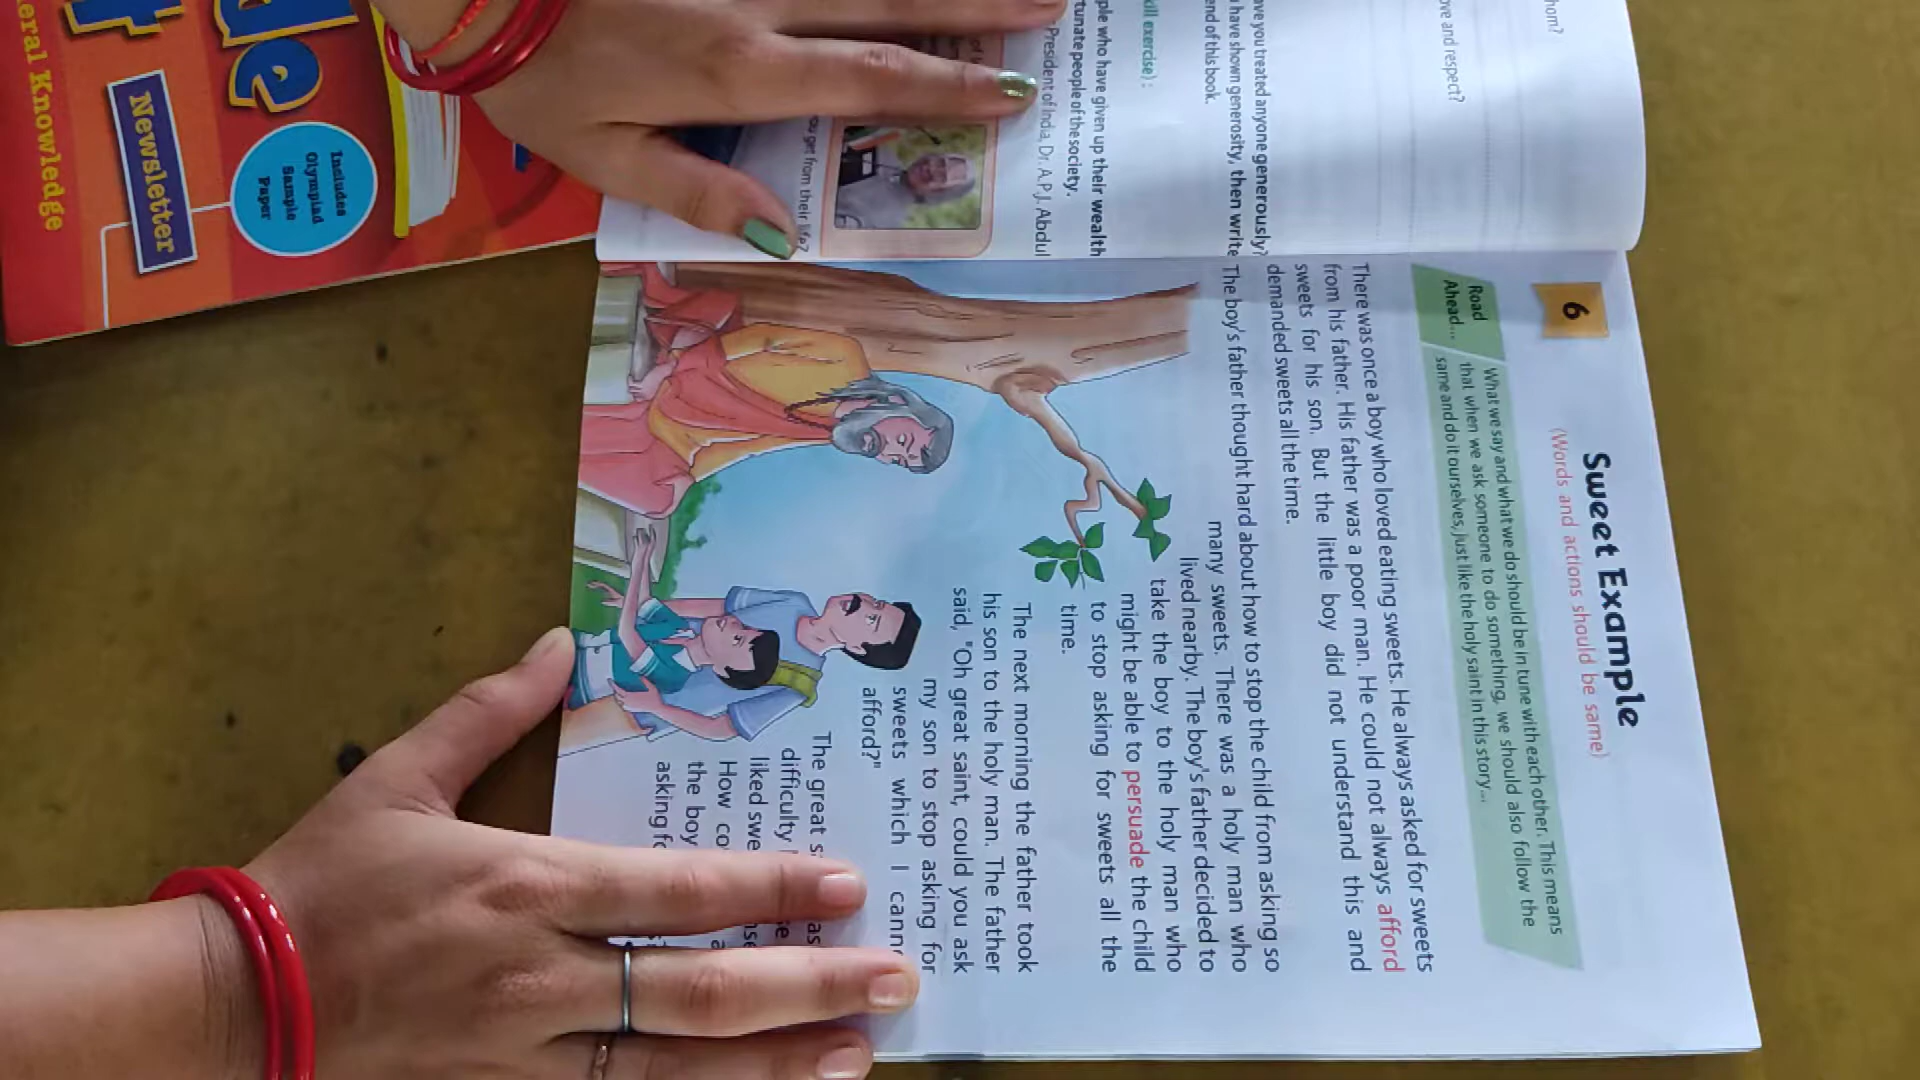 eral Knowledge
Newsletter
Includes
Olympiad
Sample
Paper
hom?
ove and respect?
ave you treated anyone generously?
have shown generosity, then write
end of this book.
kill exercise) :
ple who have given up their wealth
tunate people of the society.
President of India, Dr. A.P.J. Abdul
ou get from their life?
6
Sweet Example
(Words and actions should be same)
Road
Ahead...
What we say and what we do should be in tune with each other. This means
that when we ask someone to do something, we should also follow the
same and do it ourselves, just like the holy saint in this story...
There was once a boy who loved eating sweets. He always asked for sweets
from his father. His father was a poor man. He could not always afford
sweets for his son. But the little boy did not understand this and
demanded sweets all the time.
The boy's father thought hard about how to stop the child from asking so
many sweets. There was a holy man who
lived nearby. The boy's father decided to
take the boy to the holy man who
might be able to persuade the child
to stop asking for sweets all the
time.
The next morning the father took
his son to the holy man. The father
said, "Oh great saint, could you ask
my son to stop asking for
sweets which I cann
afford?"
The great s as
difficulty
liked swe
How co
the boy
asking fo